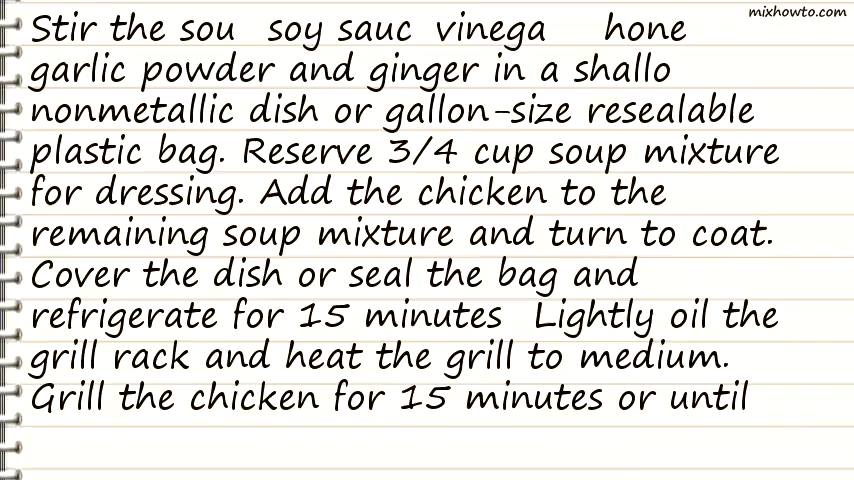 mixhowto.com
Stir the sou soy sauc vinega hone
garlic powder and ginger in a shallo
nonmetallic dish or gallon-size resealable
plastic bag. Reserve 3/4 cup soup mixture
for dressing. Add the chicken to the
remaining soup mixture and turn to coat.
Cover the dish or seal the bag and
refrigerate for 15 minutes Lightly oil the
grill rack and heat the grill to medium.
Grill the chicken for 15 minutes or until